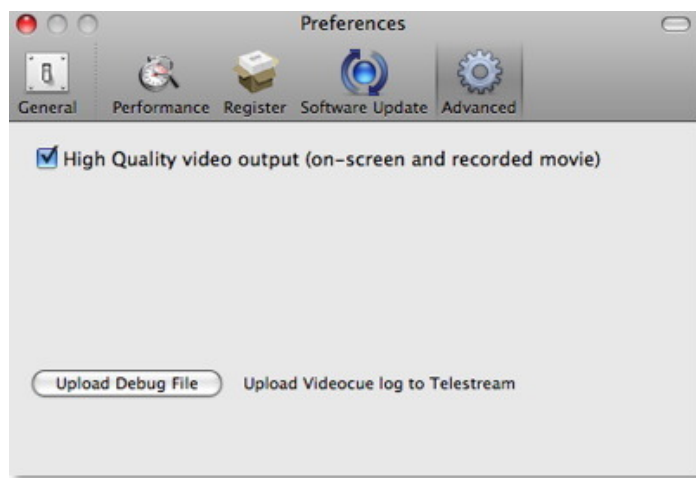 Preferences
General Performance Register Software Update Advanced
High Quality video output (on-screen and recorded movie)
Upload Debug File Upload Videocue log to Telestream